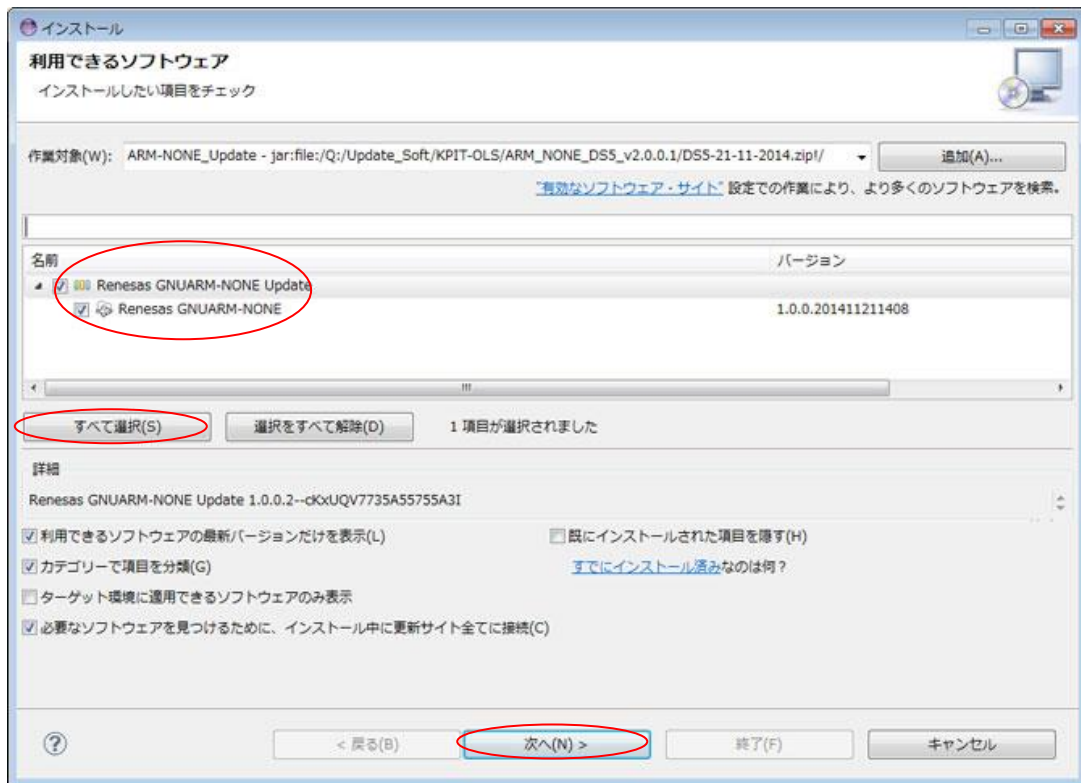 インストール
利用できるソフトウェア
インストールしたい項目をチェック
作業対象(W): ARM-NONE_Update - jar:file:/Q:/Update_Soft/KPIT-OLS/ARM_NONE_DS5_v2.0.0.1/DS5-21-11-2014.zip!/ 追加(A)...
"有効なソフトウェア・サイト" 設定での作業により、より多くのソフトウェアを検索。
名前 バージョン
Renesas GNUARM-NONE Update
Renesas GNUARM-NONE 1.0.0.201411211408
すべて選択(S) 選択をすべて解除(D) 1 項目が選択されました
詳細
Renesas GNUARM-NONE Update 1.0.0.2--cKxUQV7735A55755A3I
利用できるソフトウェアの最新バージョンだけを表示(L) 既にインストールされた項目を隠す(H)
カテゴリーで項目を分類(G) すでにインストール済みなのは何？
ターゲット環境に適用できるソフトウェアのみ表示
必要なソフトウェアを見つけるために、インストール中に更新サイト全てに接続(C)
? < 戻る(B) 次へ(N) > 終了(F) キャンセル